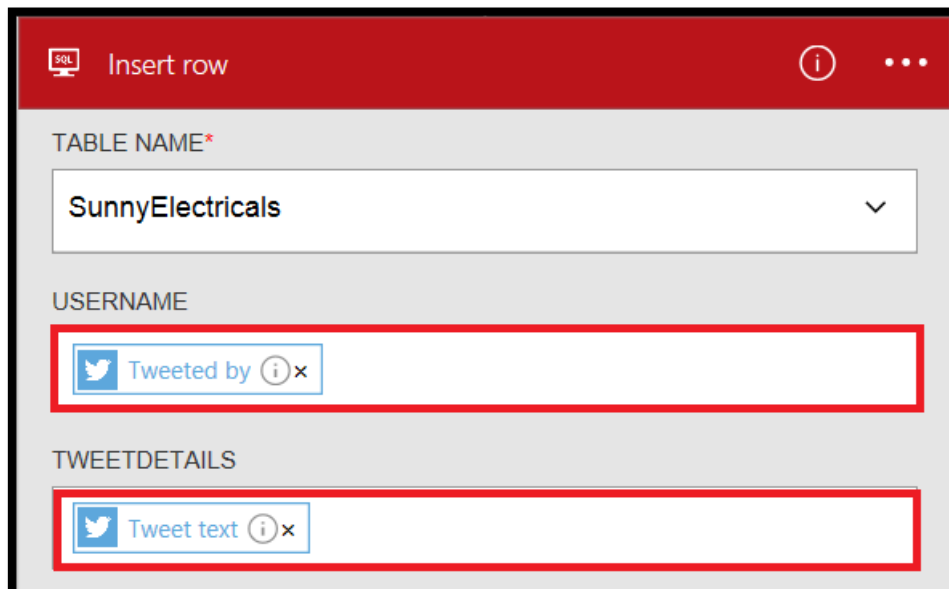 SQL Insert row
TABLE NAME*
SunnyElectricals
USERNAME
Tweeted by
TWEETDETAILS
Tweet text